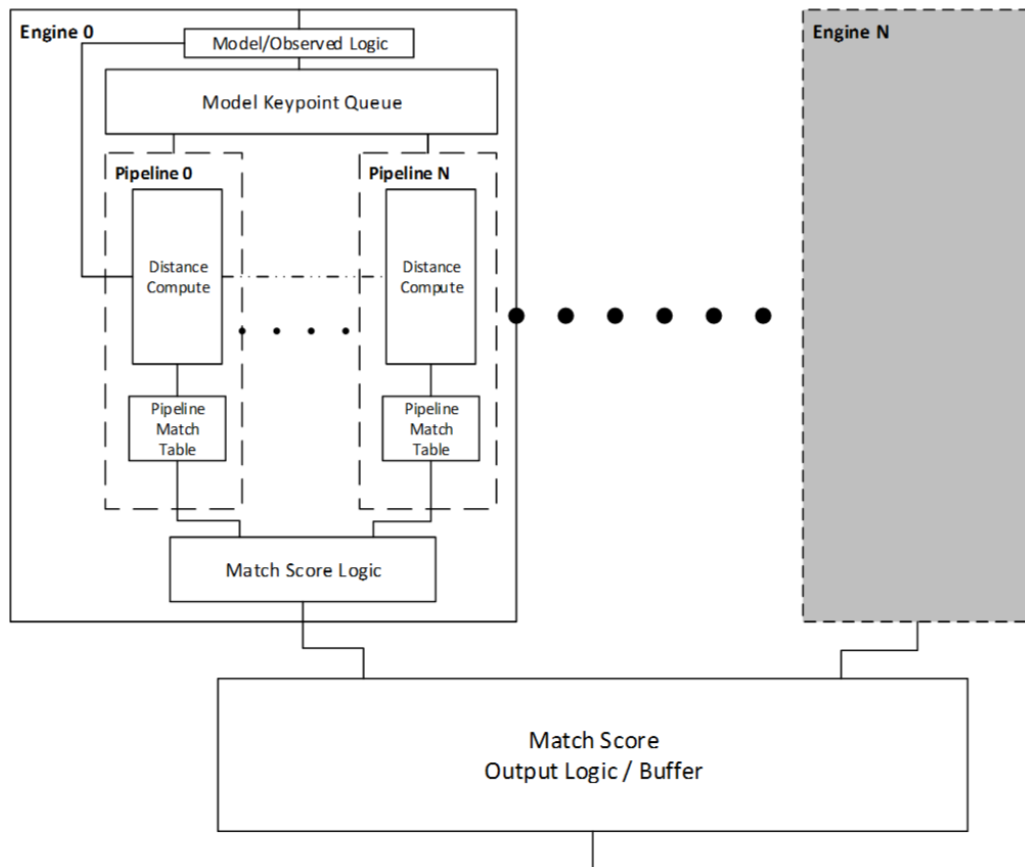 Engine 0
Model/Observed Logic
Model Keypoint Queue
Pipeline 0
Distance
Compute
Pipeline
Match
Table
Pipeline N
Distance
Compute
Pipeline
Match
Table
Match Score Logic
Engine N
Match Score
Output Logic / Buffer